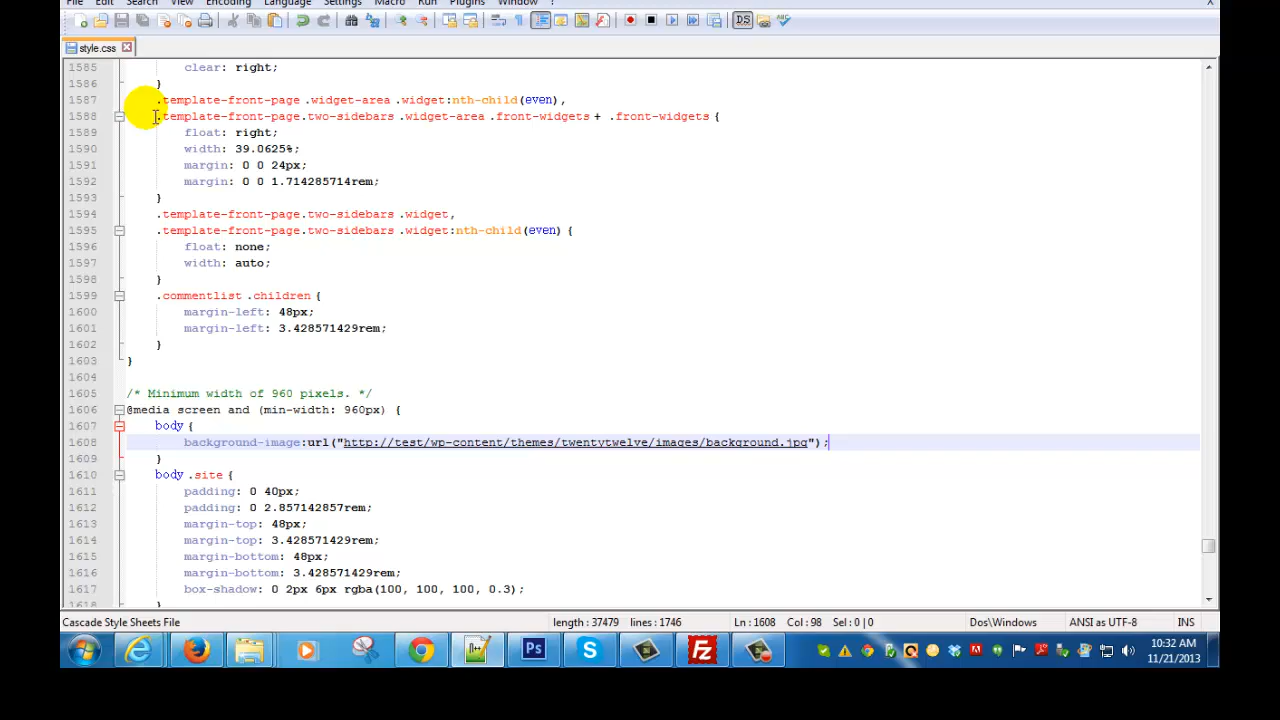 File Edit Search View Encoding Language Settings Macro Run Plugins Window ? X
style.css
1585 clear: right;
1586 }
1587 .template-front-page .widget-area .widget:nth-child(even),
1588 .template-front-page.two-sidebars .widget-area .front-widgets + .front-widgets {
1589 float: right;
1590 width: 39.0625%;
1591 margin: 0 0 24px;
1592 margin: 0 0 1.714285714rem;
1593 }
1594 .template-front-page.two-sidebars .widget,
1595 .template-front-page.two-sidebars .widget:nth-child(even) {
1596 float: none;
1597 width: auto;
1598 }
1599 .commentlist .children {
1600 margin-left: 48px;
1601 margin-left: 3.428571429rem;
1602 }
1603 }
1604
1605 /* Minimum width of 960 pixels. */
1606 @media screen and (min-width: 960px) {
1607 body {
1608 background-image:url("http://test/wp-content/themes/twentytwelve/images/background.jpg");
1609 }
1610 body .site {
1611 padding: 0 40px;
1612 padding: 0 2.857142857rem;
1613 margin-top: 48px;
1614 margin-top: 3.428571429rem;
1615 margin-bottom: 48px;
1616 margin-bottom: 3.428571429rem;
1617 box-shadow: 0 2px 6px rgba(100, 100, 100, 0.3);
1618 }
Cascade Style Sheets File length : 37479 lines : 1746 Ln : 1608 Col : 98 Sel : 0 | 0 Dos\Windows ANSI as UTF-8 INS
Ps
Fz
10:32 AM
11/21/2013